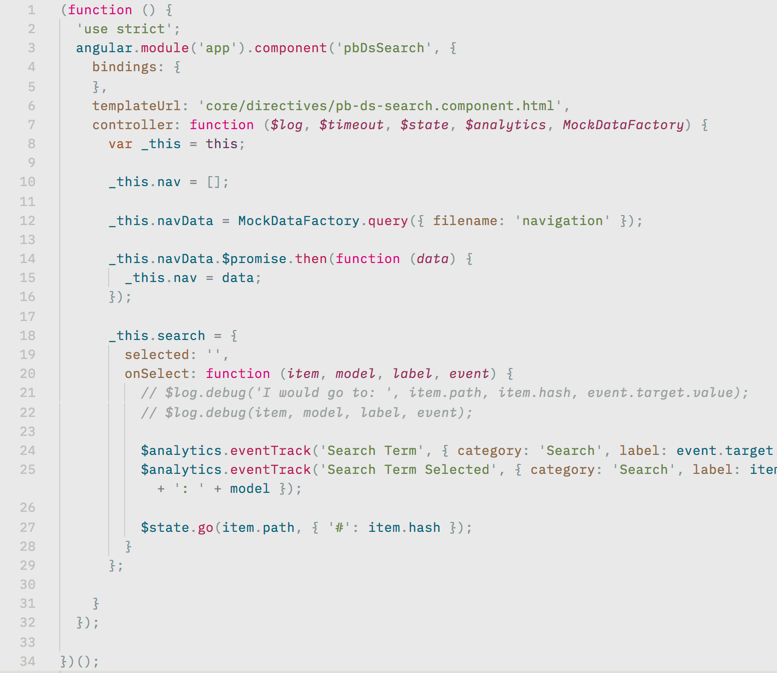 1 (function () {
2 'use strict';
3 angular.module('app').component('pbDsSearch', {
4 bindings: {
5 },
6 templateUrl: 'core/directives/pb-ds-search.component.html',
7 controller: function ($log, $timeout, $state, $analytics, MockDataFactory) {
8 var _this = this;
9
10 _this.nav = [];
11
12 _this.navData = MockDataFactory.query({ filename: 'navigation' });
13
14 _this.navData.$promise.then(function (data) {
15 _this.nav = data;
16 });
17
18 _this.search = {
19 selected: '',
20 onSelect: function (item, model, label, event) {
21 // $log.debug('I would go to: ', item.path, item.hash, event.target.value);
22 // $log.debug(item, model, label, event);
23
24 $analytics.eventTrack('Search Term', { category: 'Search', label: event.target
25 $analytics.eventTrack('Search Term Selected', { category: 'Search', label: item
+ ': ' + model });
26
27 $state.go(item.path, { '#': item.hash });
28 }
29 };
30
31 }
32 });
33
34 })();